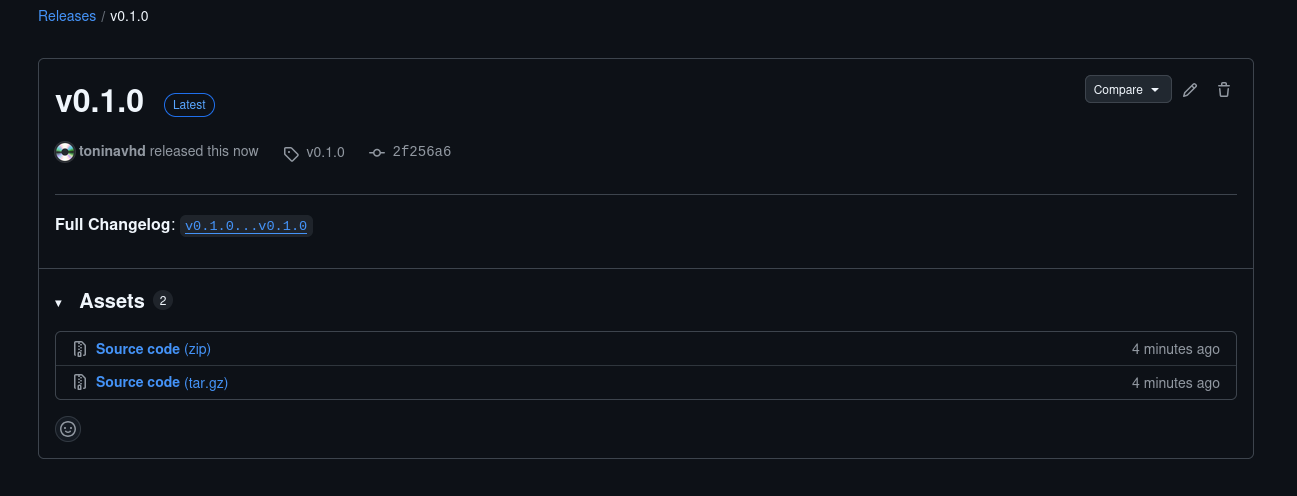 Releases / v0.1.0
v0.1.0 Latest Compare
toninavhd released this now v0.1.0 2f256a6
Full Changelog: v0.1.0...v0.1.0
Assets 2
Source code (zip) 4 minutes ago
Source code (tar.gz) 4 minutes ago